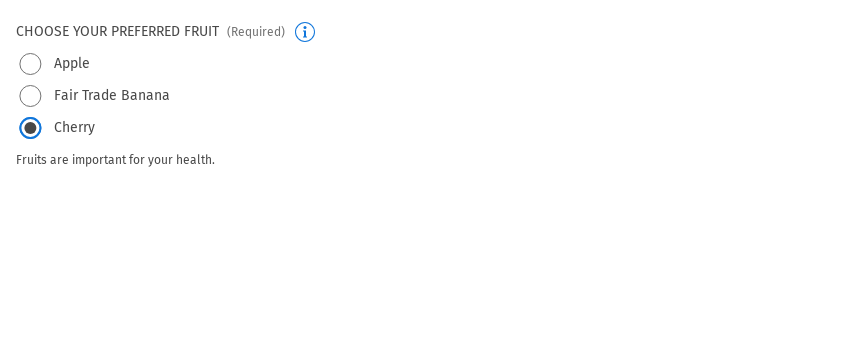 CHOOSE YOUR PREFERRED FRUIT (Required)
Apple
Fair Trade Banana
Cherry
Fruits are important for your health.